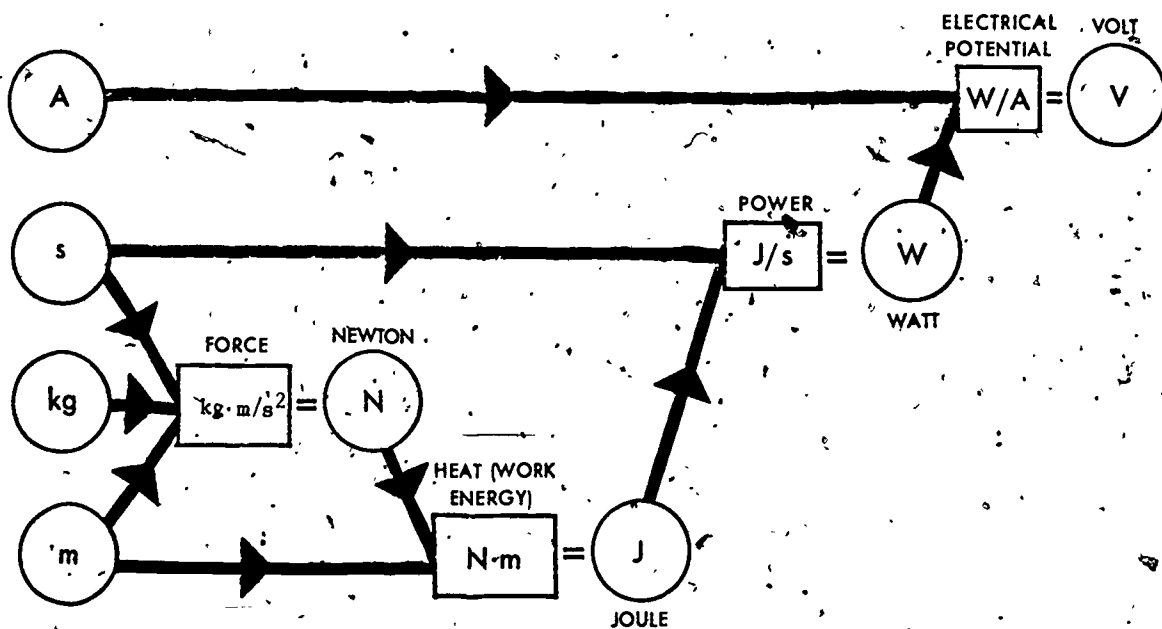 ELECTRICAL
POTENTIAL
VOLT
A
W/A
=
V
s
POWER
J/s
=
W
WATT
FORCE
NEWTON
kg
kg·m/s²
=
N
HEAT (WORK
ENERGY)
m
N·m
=
J
JOULE